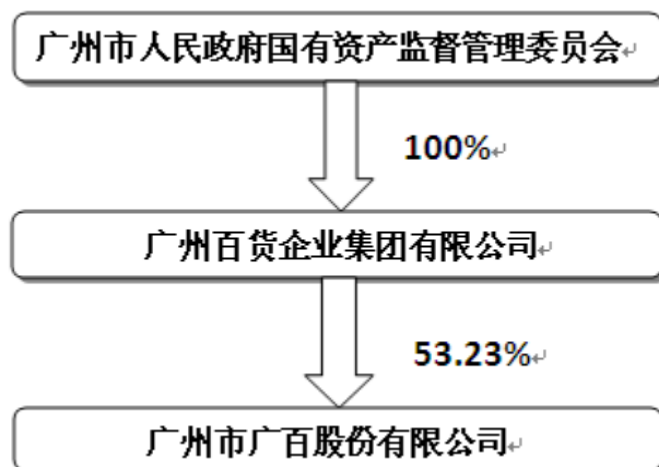 广州市人民政府国有资产监督管理委员会
100%
广州百货企业集团有限公司
53.23%
广州市广百股份有限公司